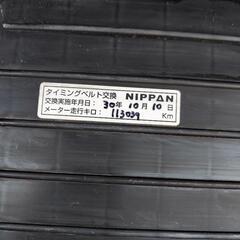 タイミングベルト交換 NIPPAN
交換実施年月日: 30年 10月 10日
メーター走行キロ: 113039 Km